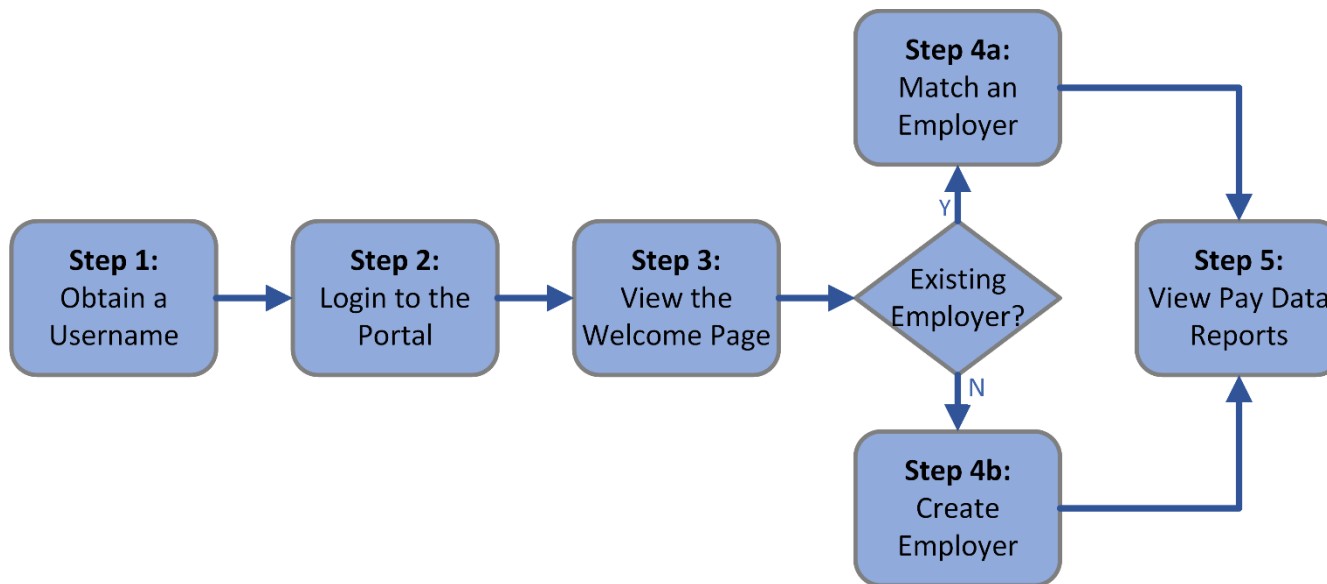 Step 1:
Obtain a
Username
Step 2:
Login to the
Portal
Step 3:
View the
Welcome Page
Existing
Employer?
Y
Step 4a:
Match an
Employer
N
Step 4b:
Create
Employer
Step 5:
View Pay Data
Reports